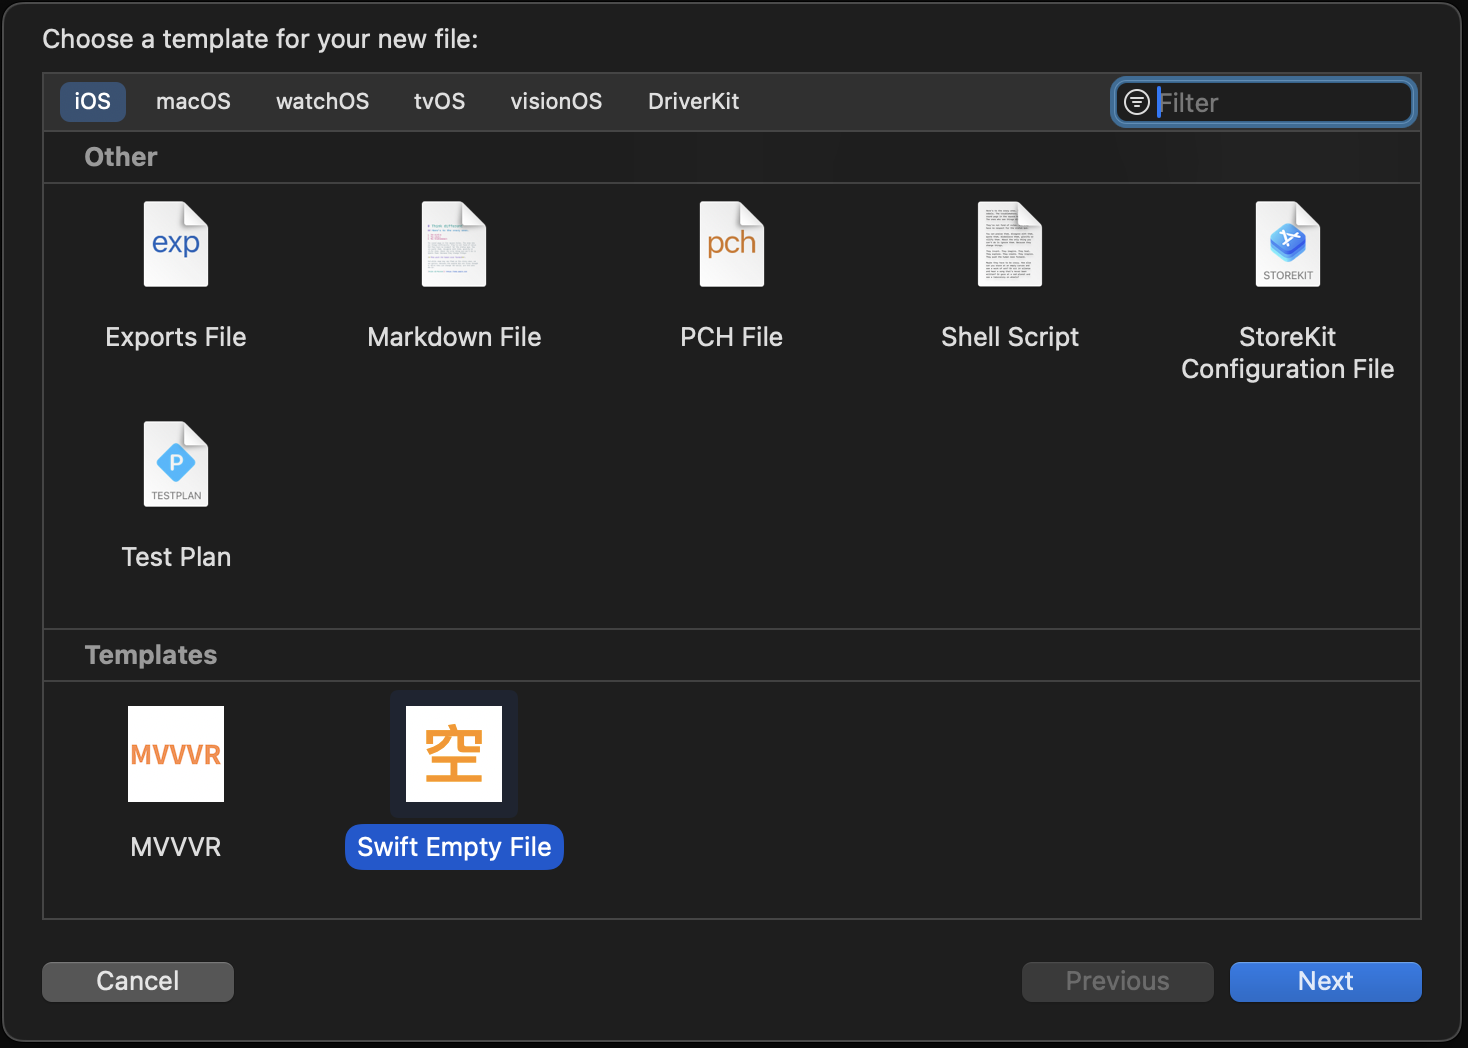 Choose a template for your new file:
iOS macOS watchOS tvOS visionOS DriverKit Filter
Other
exp
pch
STOREKIT
Exports File Markdown File PCH File Shell Script StoreKit
Configuration File
P
TESTPLAN
Test Plan
Templates
MVVVR 空
MVVVR Swift Empty File
Cancel Previous Next